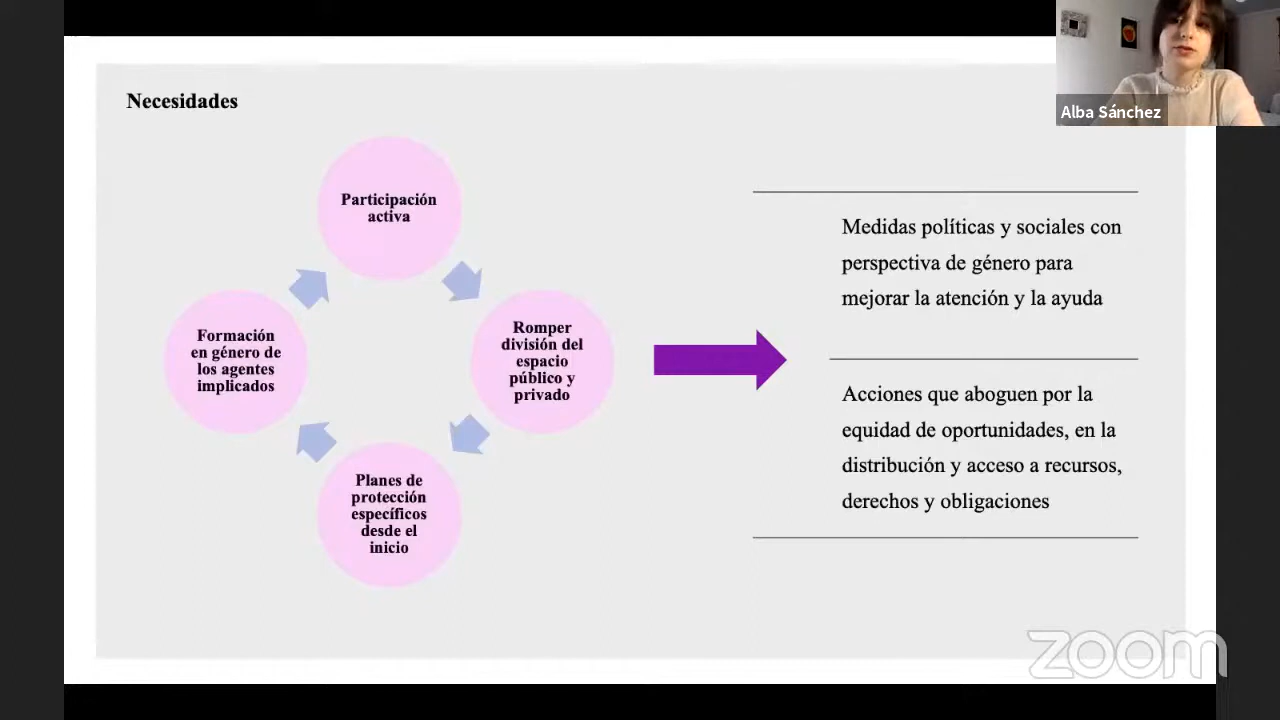 Necesidades
Participación
activa
Romper
división del
espacio
público y
privado
Planes de
protección
específicos
desde el
inicio
Formación
en género de
los agentes
implicados
Medidas políticas y sociales con
perspectiva de género para
mejorar la atención y la ayuda
Acciones que aboguen por la
equidad de oportunidades, en la
distribución y acceso a recursos,
derechos y obligaciones
Alba Sánchez
zoom